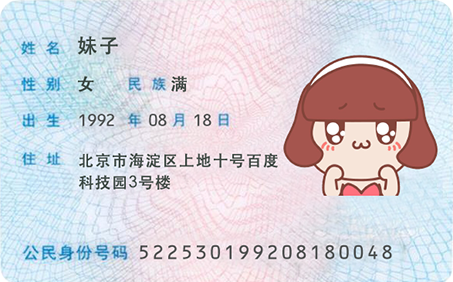 姓名 妹子
性别 女 民族 满
出生 1992 年 08 月 18 日
住址 北京市海淀区上地十号百度
科技园3号楼
公民身份号码 522530199208180048